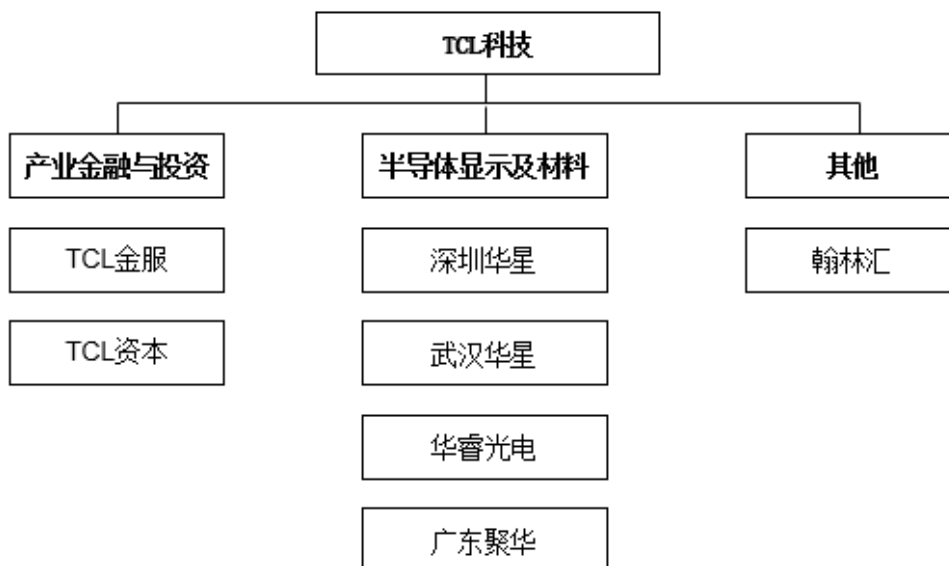 TCL科技
产业金融与投资
半导体显示及材料
其他
TCL金服
深圳华星
翰林汇
TCL资本
武汉华星
华睿光电
广东聚华